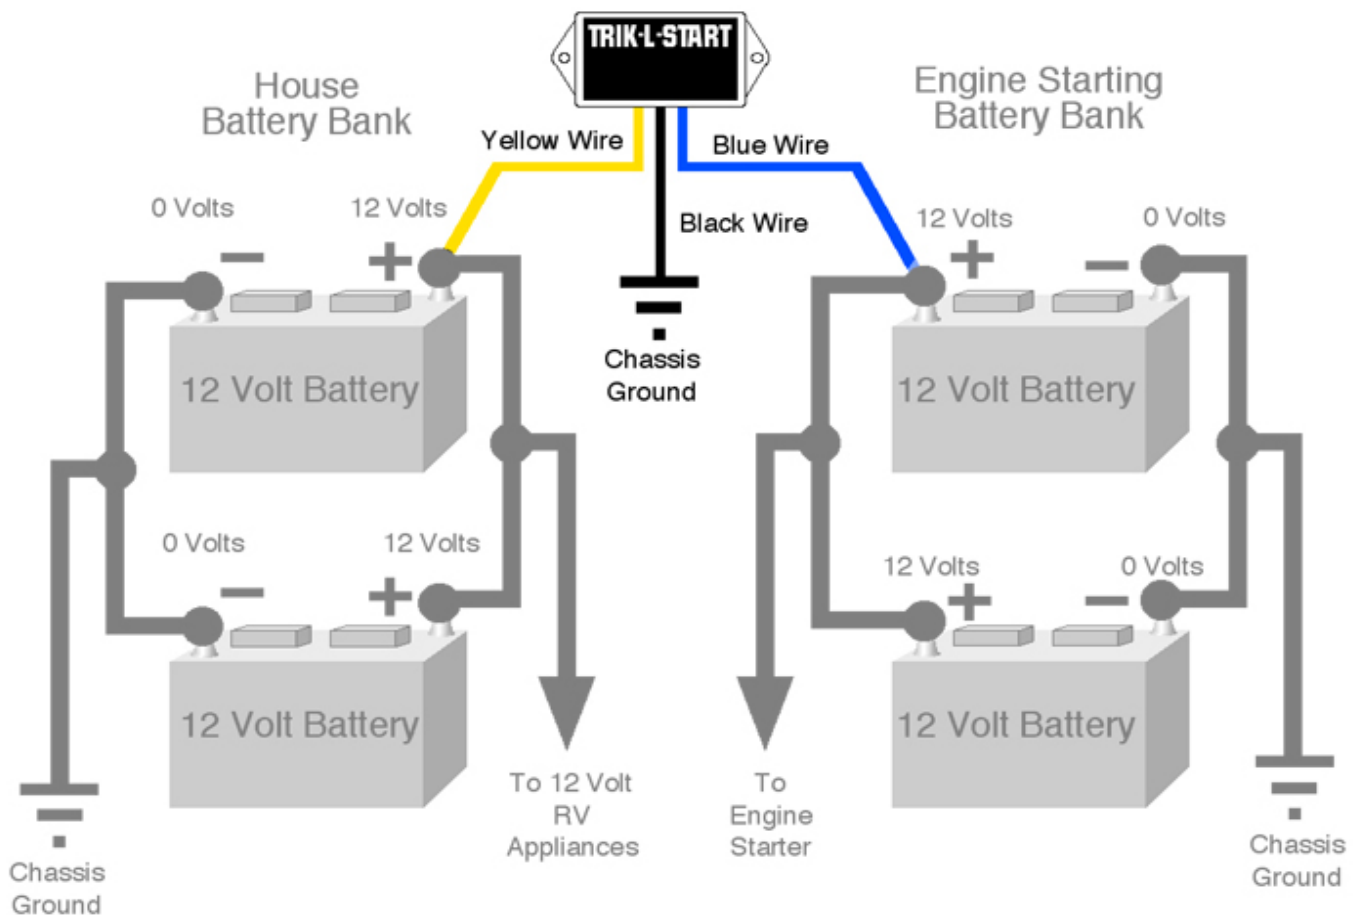 TRIK-L-START
House
Battery Bank
Engine Starting
Battery Bank
Yellow Wire
Blue Wire
Black Wire
0 Volts
12 Volts
12 Volts
0 Volts
−
+
+
−
Chassis
Ground
12 Volt Battery
12 Volt Battery
0 Volts
12 Volts
12 Volts
0 Volts
−
+
+
−
12 Volt Battery
12 Volt Battery
To 12 Volt
RV
Appliances
To
Engine
Starter
Chassis
Ground
Chassis
Ground